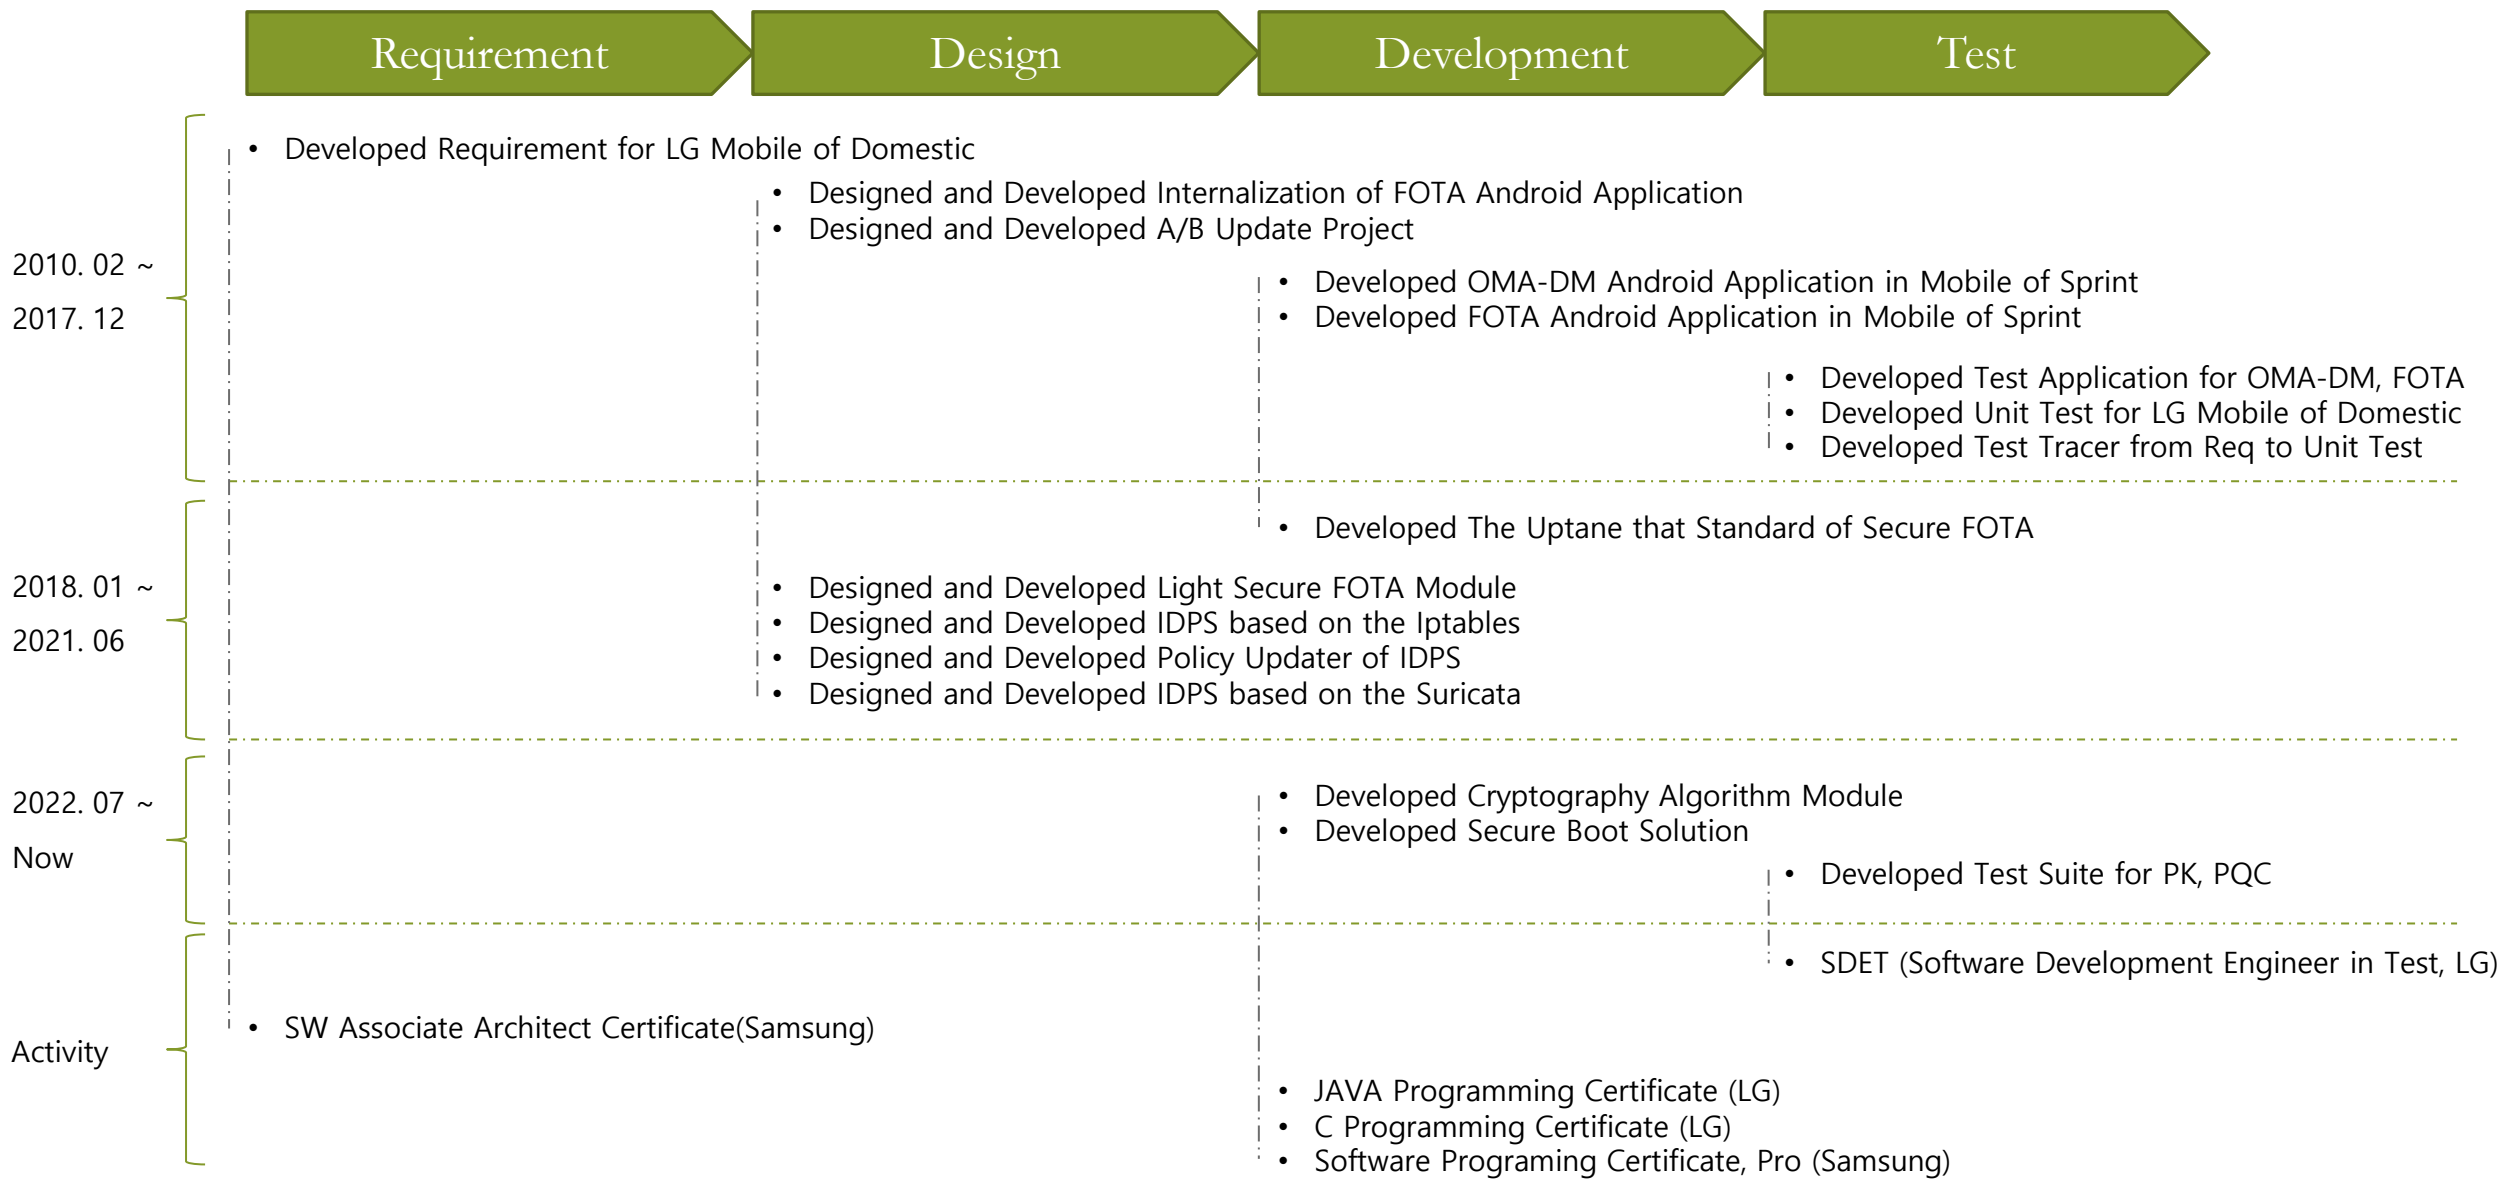 Requirement
Design
Development
Test
2010. 02 ~
2017. 12
• Developed Requirement for LG Mobile of Domestic
• Designed and Developed Internalization of FOTA Android Application
• Designed and Developed A/B Update Project
• Developed OMA-DM Android Application in Mobile of Sprint
• Developed FOTA Android Application in Mobile of Sprint
• Developed Test Application for OMA-DM, FOTA
• Developed Unit Test for LG Mobile of Domestic
• Developed Test Tracer from Req to Unit Test
2018. 01 ~
2021. 06
• Developed The Uptane that Standard of Secure FOTA
• Designed and Developed Light Secure FOTA Module
• Designed and Developed IDPS based on the Iptables
• Designed and Developed Policy Updater of IDPS
• Designed and Developed IDPS based on the Suricata
2022. 07 ~
Now
• Developed Cryptography Algorithm Module
• Developed Secure Boot Solution
• Developed Test Suite for PK, PQC
Activity
• SDET (Software Development Engineer in Test, LG)
• SW Associate Architect Certificate(Samsung)
• JAVA Programming Certificate (LG)
• C Programming Certificate (LG)
• Software Programing Certificate, Pro (Samsung)